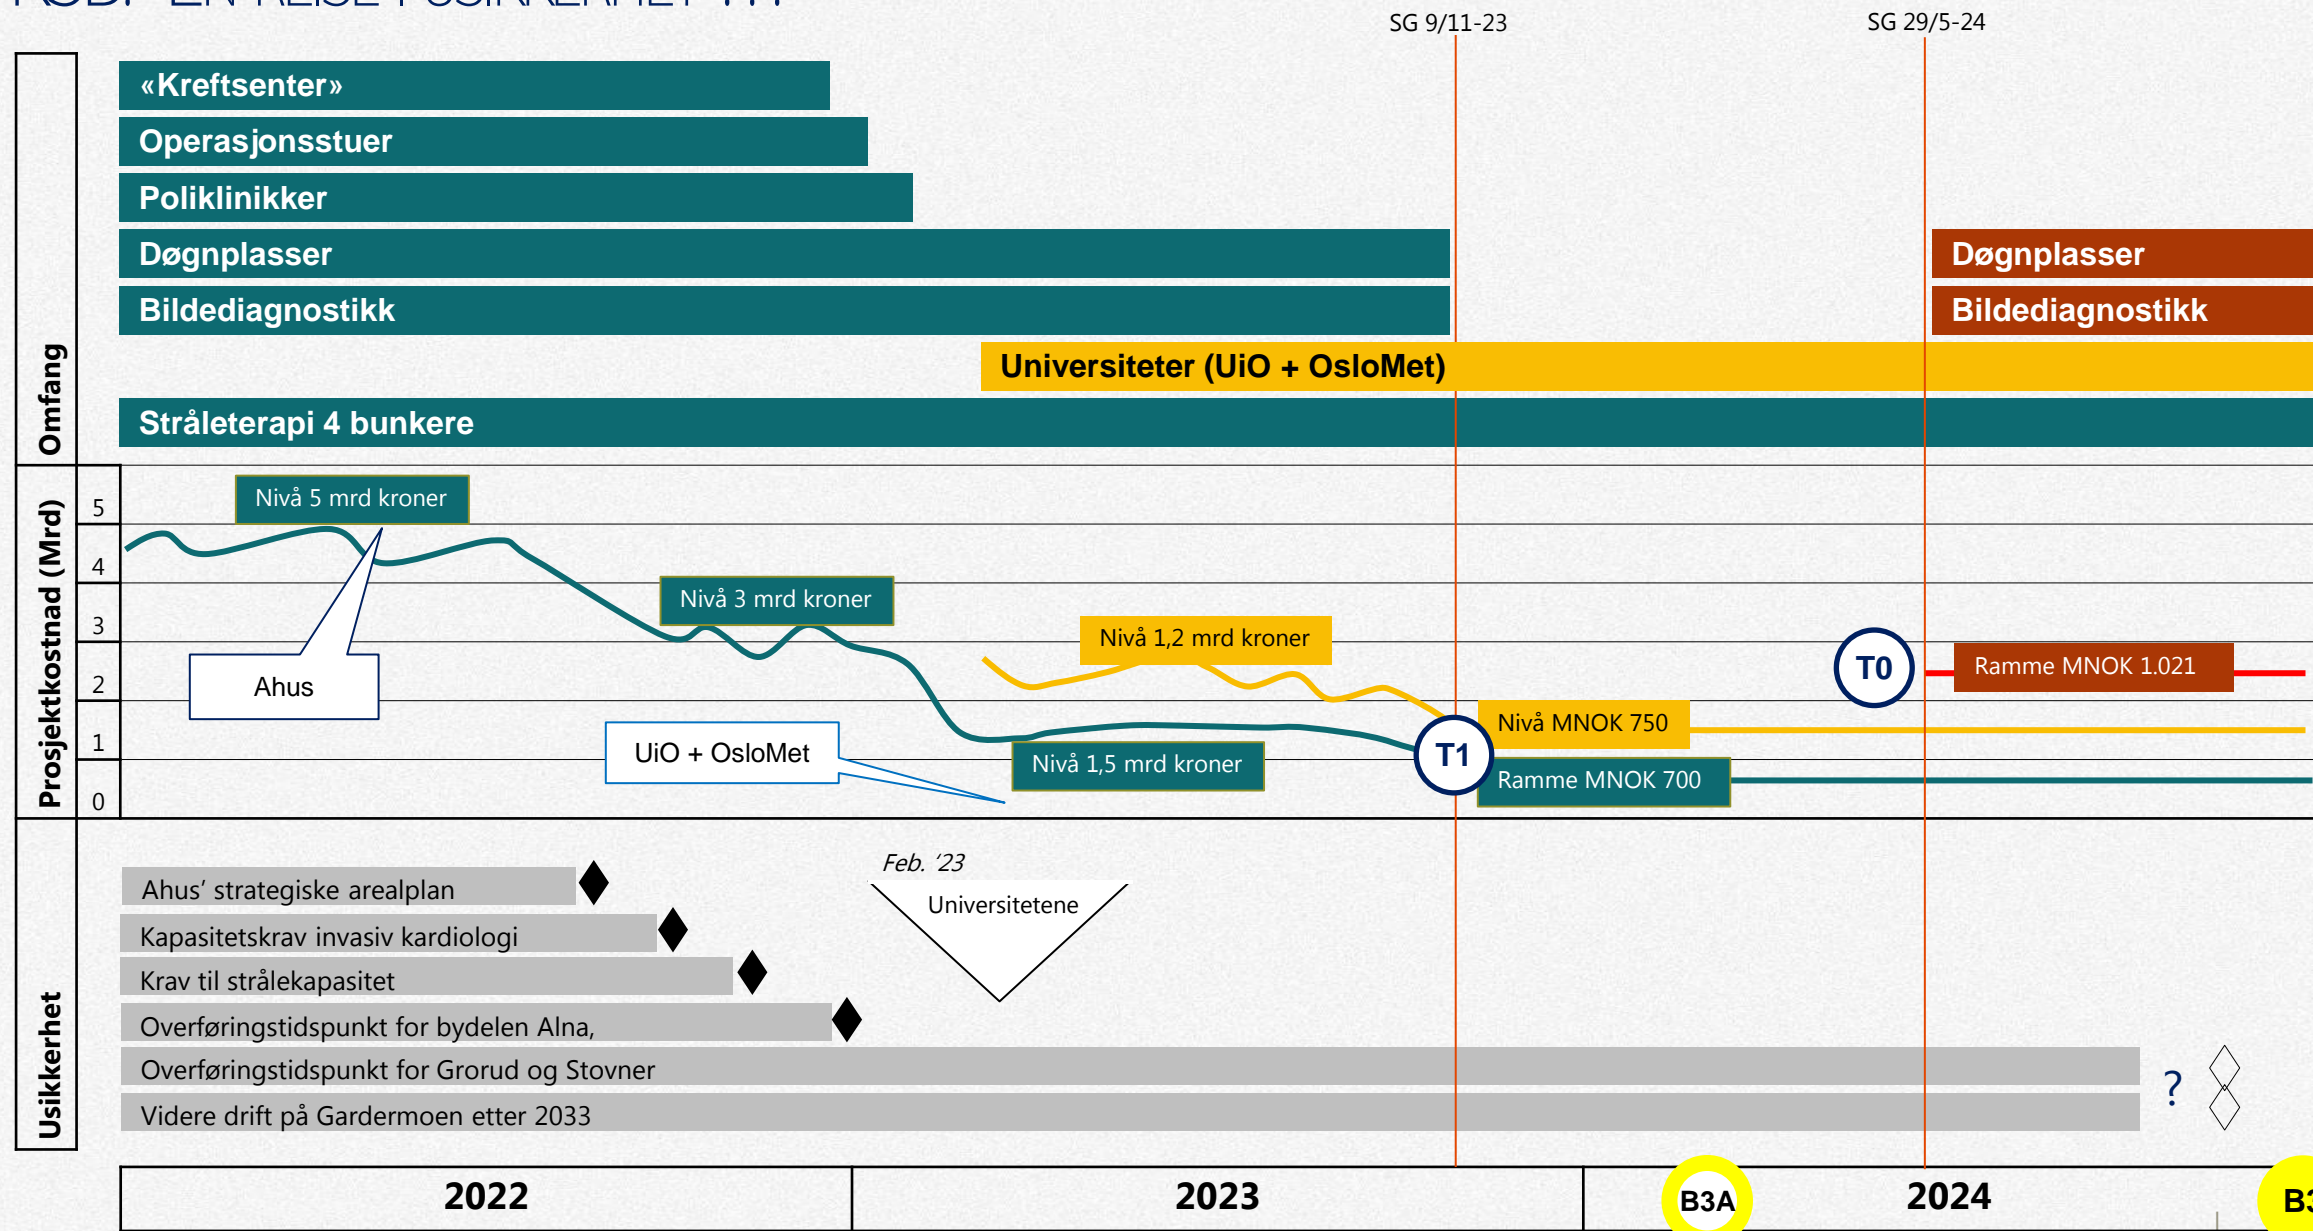 EN REISE I USIKKERHET ...
SG 9/11-23
SG 29/5-24
Omfang
«Kreftsenter»
Operasjonsstuer
Poliklinikker
Døgnplasser
Døgnplasser
Bildediagnostikk
Bildediagnostikk
Universiteter (UiO + OsloMet)
Stråleterapi 4 bunkere
Prosjektkostnad (Mrd)
5
4
3
2
1
0
Nivå 5 mrd kroner
Nivå 3 mrd kroner
Nivå 1,2 mrd kroner
Ahus
T0
Ramme MNOK 1.021
UiO + OsloMet
Nivå 1,5 mrd kroner
T1
Nivå MNOK 750
Ramme MNOK 700
Usikkerhet
Feb. ‘23
Universitetene
Ahus’ strategiske arealplan
Kapasitetskrav invasiv kardiologi
Krav til strålekapasitet
Overføringstidspunkt for bydelen Alna,
Overføringstidspunkt for Grorud og Stovner
Videre drift på Gardermoen etter 2033
?
2022
2023
B3A
2024